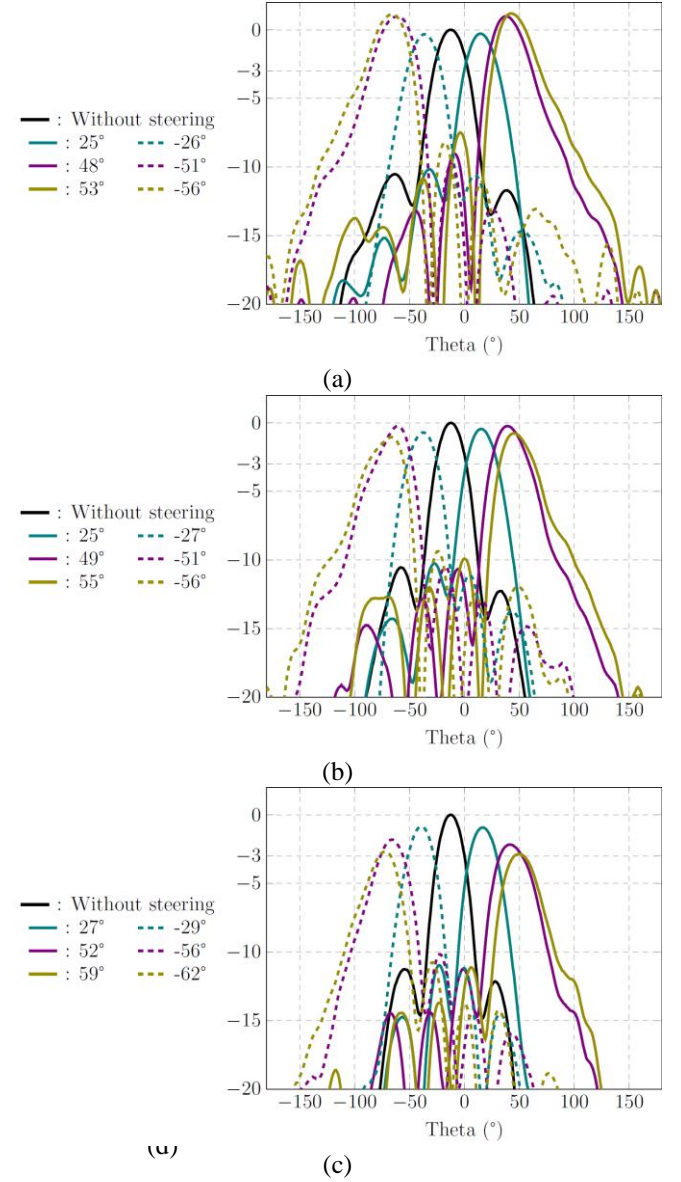 0
−3
−5
−10
−15
−20
: Without steering
: 25° : -26°
: 48° : -51°
: 53° : -56°
−150 −100 −50 0 50 100 150
Theta (°)
(a)
0
−3
−5
−10
−15
−20
: Without steering
: 25° : -27°
: 49° : -51°
: 55° : -56°
−150 −100 −50 0 50 100 150
Theta (°)
(b)
0
−3
−5
−10
−15
−20
: Without steering
: 27° : -29°
: 52° : -56°
: 59° : -62°
−150 −100 −50 0 50 100 150
Theta (°)
(c)